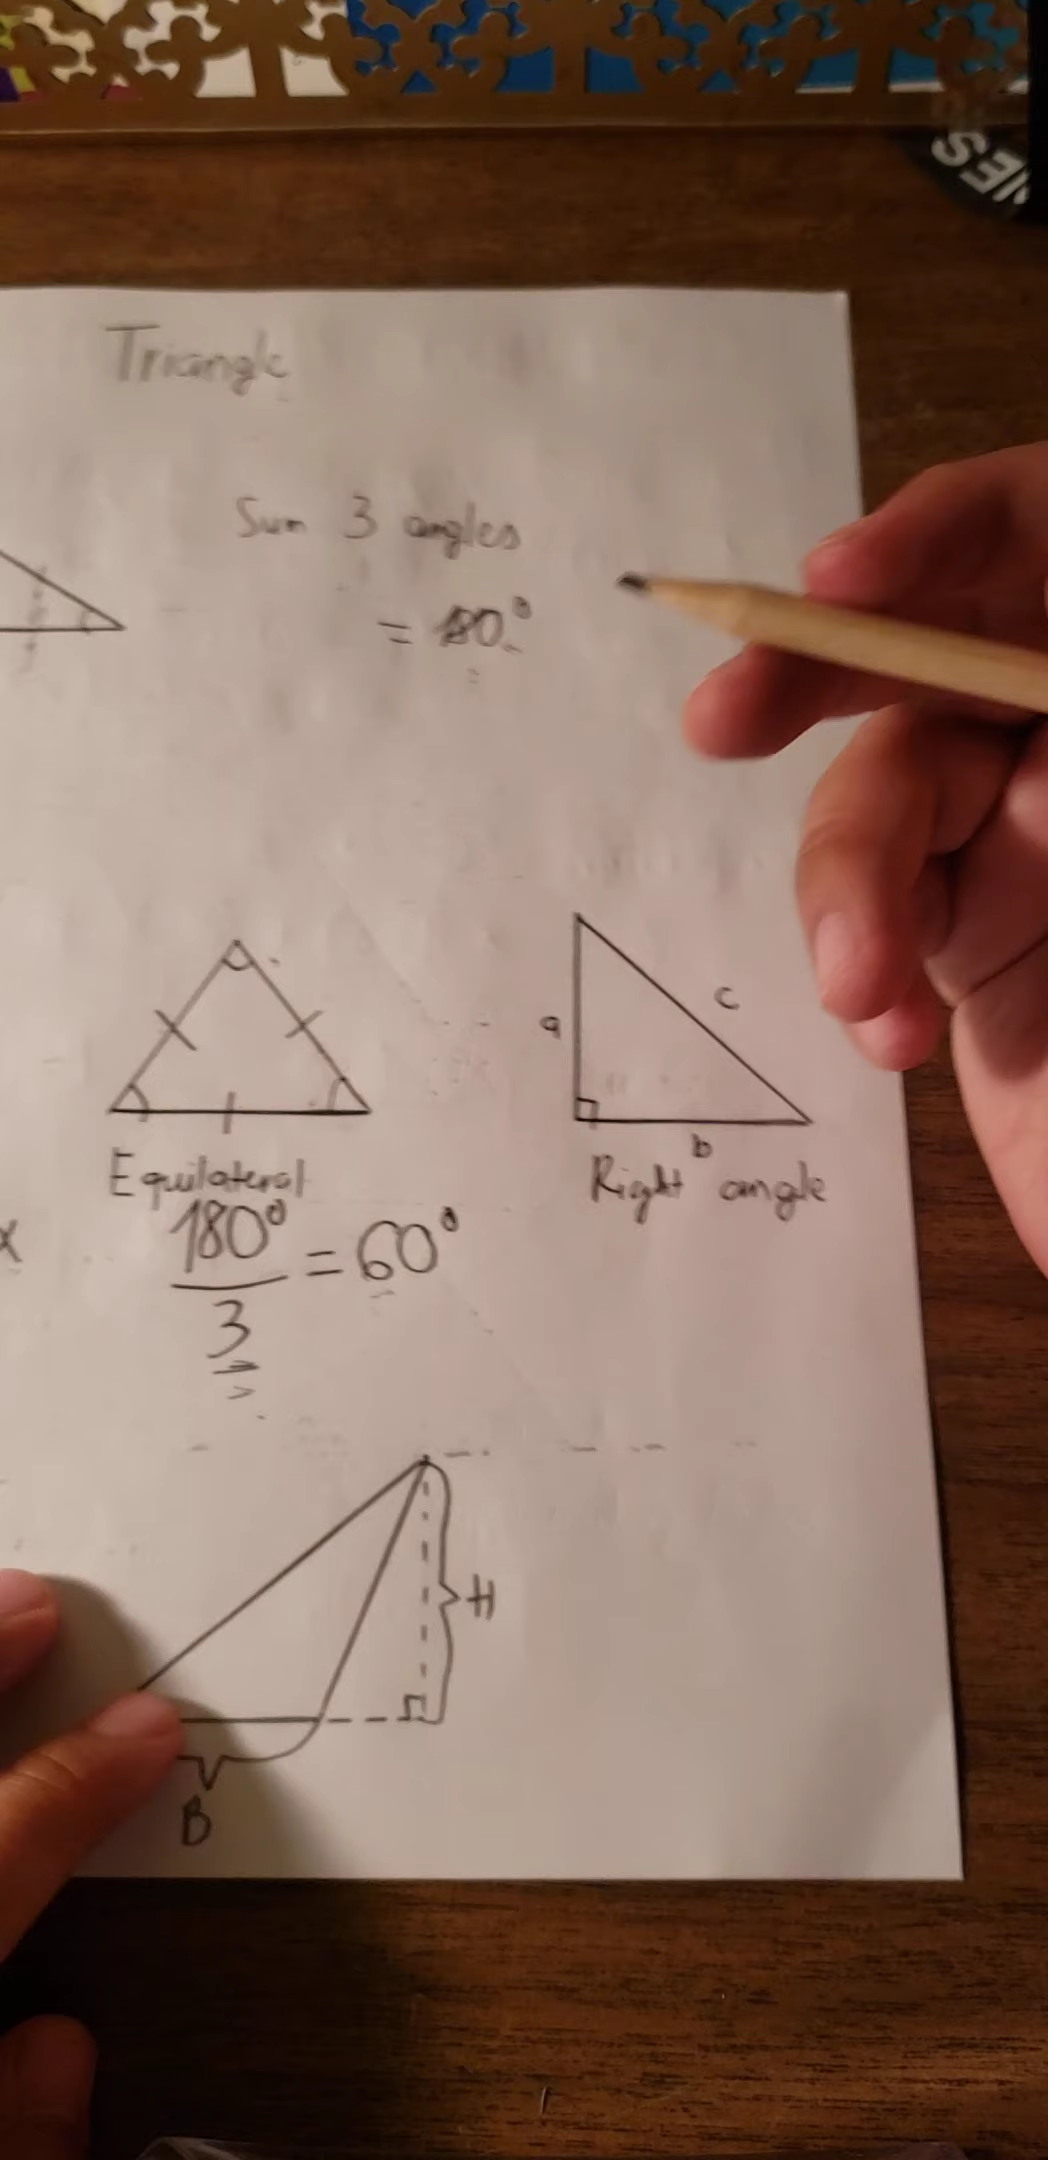 Triangle
Sum 3 angles
= 180°
a
c
b
Equilateral
Right angle
180° = 60°
3
H
B